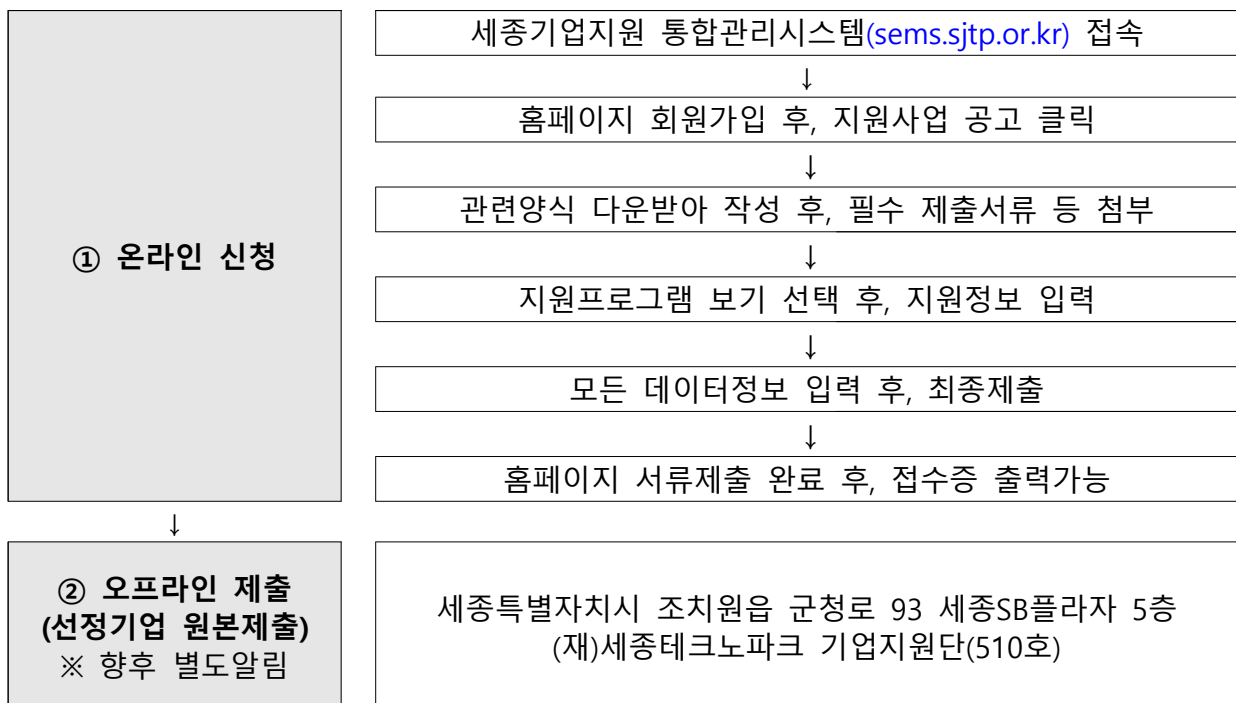 ① 온라인 신청
세종기업지원 통합관리시스템(sems.sjtp.or.kr) 접속
↓
홈페이지 회원가입 후, 지원사업 공고 클릭
↓
관련양식 다운받아 작성 후, 필수 제출서류 등 첨부
↓
지원프로그램 보기 선택 후, 지원정보 입력
↓
모든 데이터정보 입력 후, 최종제출
↓
홈페이지 서류제출 완료 후, 접수증 출력가능
↓
② 오프라인 제출
(선정기업 원본제출)
※ 향후 별도알림
세종특별자치시 조치원읍 군청로 93 세종SB플라자 5층
(재)세종테크노파크 기업지원단(510호)